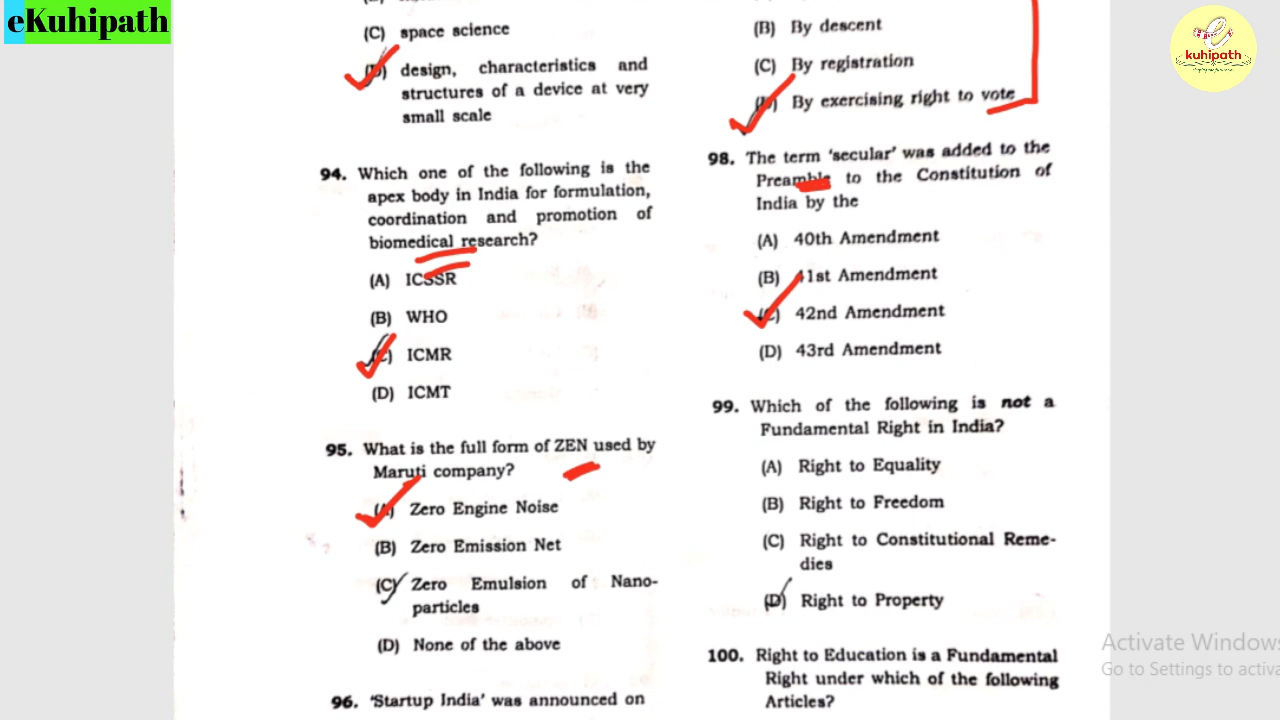 eKuhipath
kuhipath
(C) space science
(D) design, characteristics and
structures of a device at very
small scale
94. Which one of the following is the
apex body in India for formulation,
coordination and promotion of
biomedical research?
(A) ICSSR
(B) WHO
(C) ICMR
(D) ICMT
95. What is the full form of ZEN used by
Maruti company?
(A) Zero Engine Noise
(B) Zero Emission Net
(C) Zero Emulsion of Nano-
particles
(D) None of the above
96. 'Startup India' was announced on
(B) By descent
(C) By registration
(D) By exercising right to vote
98. The term 'secular' was added to the
Preamble to the Constitution of
India by the
(A) 40th Amendment
(B) 41st Amendment
(C) 42nd Amendment
(D) 43rd Amendment
99. Which of the following is not a
Fundamental Right in India?
(A) Right to Equality
(B) Right to Freedom
(C) Right to Constitutional Reme-
dies
(D) Right to Property
100. Right to Education is a Fundamental
Right under which of the following
Articles?
Activate Windows
Go to Settings to activa